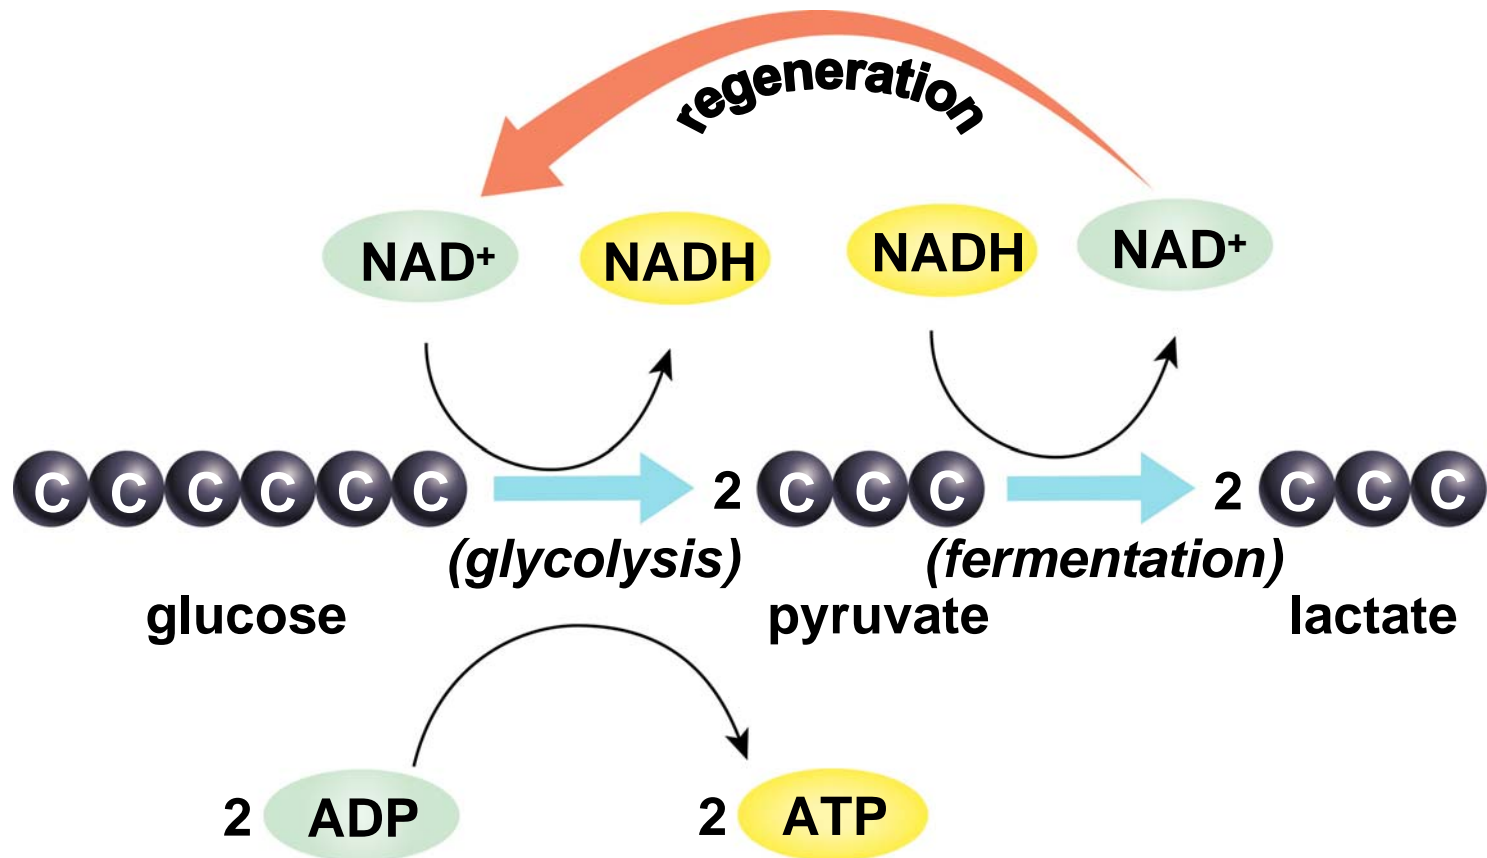 regeneration
NAD+ NADH NADH NAD+
C C C C C C 2 C C C 2 C C C
(glycolysis) (fermentation)
glucose pyruvate lactate
2 ADP 2 ATP